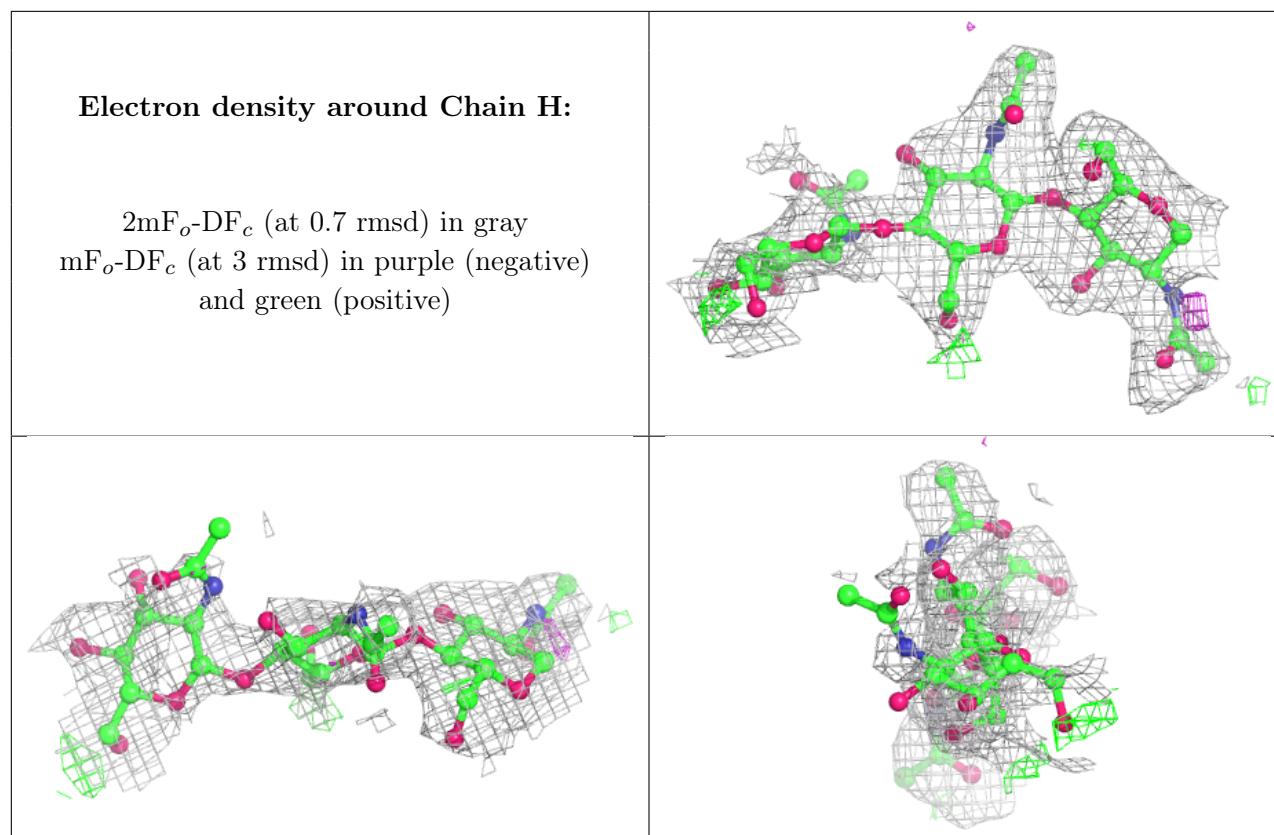 Electron density around Chain H:
2mFₒ-DF𝒸 (at 0.7 rmsd) in gray
mFₒ-DF𝒸 (at 3 rmsd) in purple (negative)
and green (positive)